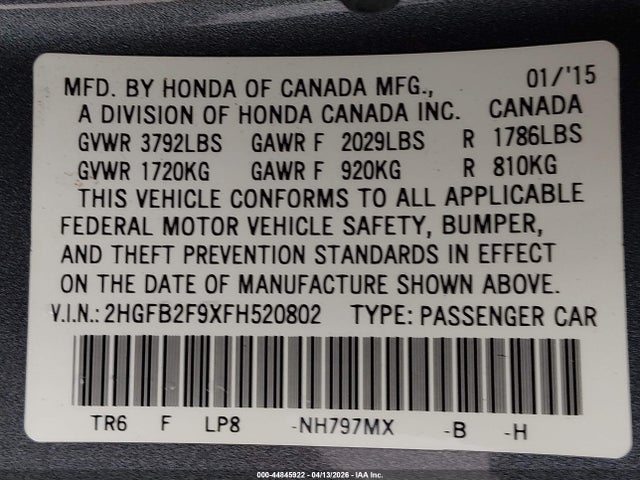 MFD. BY HONDA OF CANADA MFG., 01/'15
A DIVISION OF HONDA CANADA INC. CANADA
GVWR 3792LBS GAWR F 2029LBS R 1786LBS
GVWR 1720KG GAWR F 920KG R 810KG
THIS VEHICLE CONFORMS TO ALL APPLICABLE
FEDERAL MOTOR VEHICLE SAFETY, BUMPER,
AND THEFT PREVENTION STANDARDS IN EFFECT
ON THE DATE OF MANUFACTURE SHOWN ABOVE.
V.I.N.: 2HGFB2F9XFH520802 TYPE: PASSENGER CAR
TR6 F LP8 -NH797MX -B -H
000-44845922 - 04/13/2026 - IAA Inc.